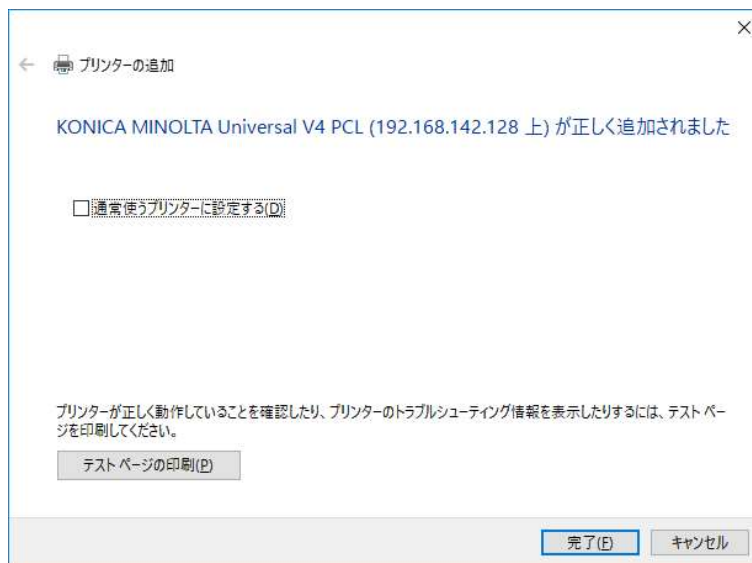 プリンターの追加
KONICA MINOLTA Universal V4 PCL (192.168.142.128 上) が正しく追加されました
通常使うプリンターに設定する(D)
プリンターが正しく動作していることを確認したり、プリンターのトラブルシューティング情報を表示したりするには、テスト ペー
ジを印刷してください。
テスト ページの印刷(P)
完了(F) キャンセル